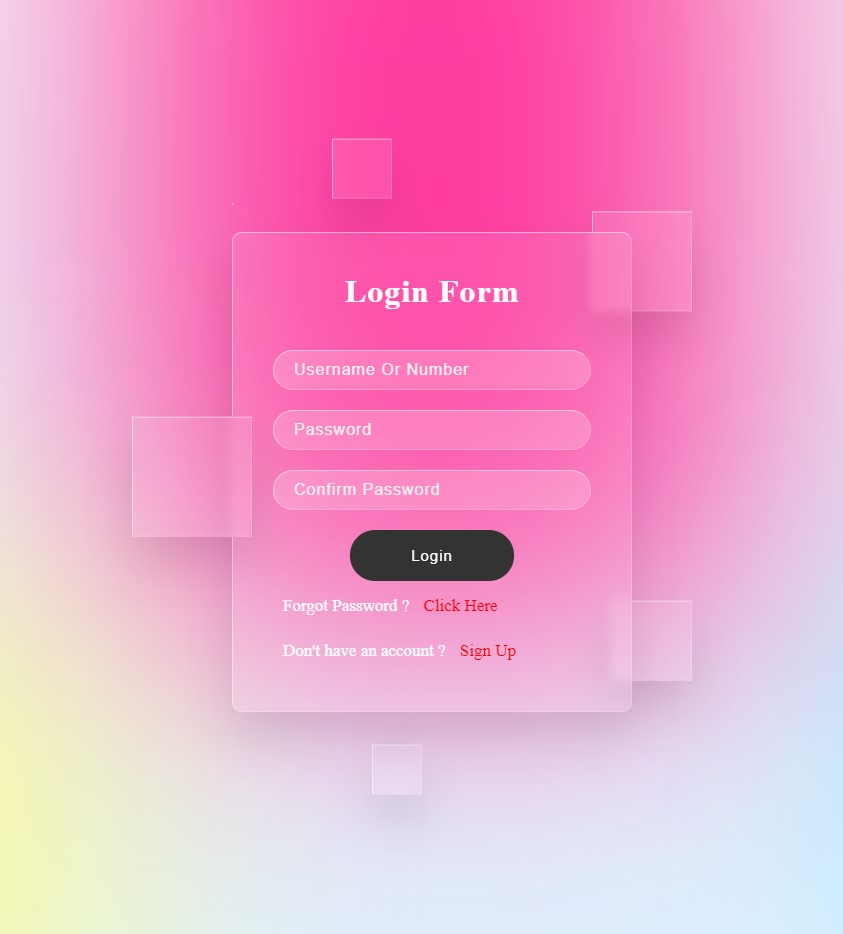 Login Form
Username Or Number
Password
Confirm Password
Login
Forgot Password ? Click Here
Don't have an account ? Sign Up